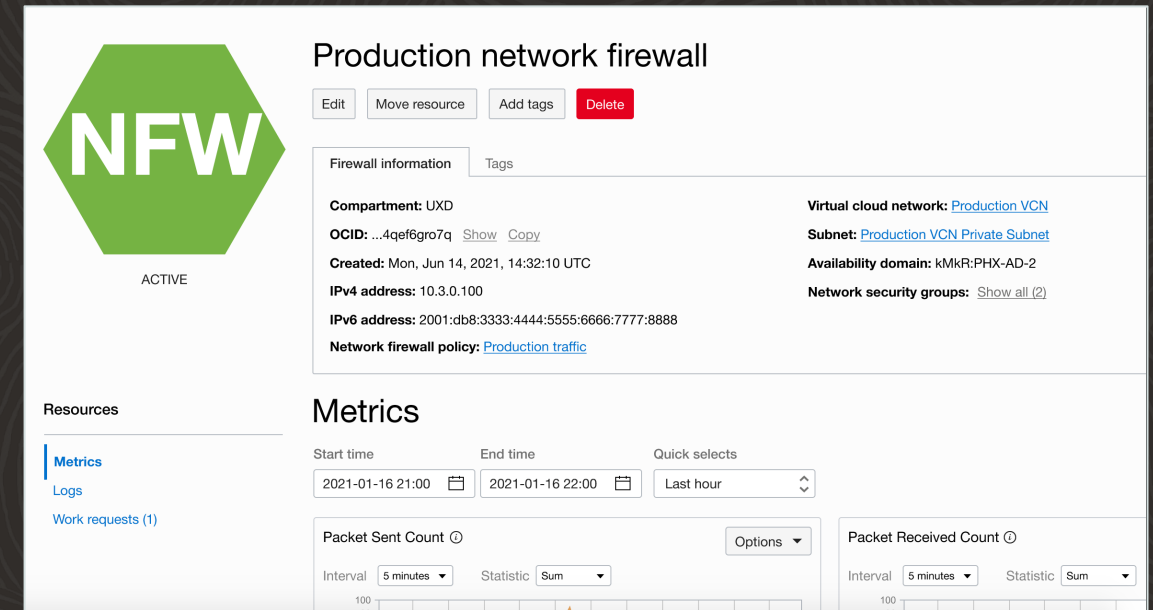 NFW
ACTIVE
Production network firewall
Edit Move resource Add tags Delete
Firewall information Tags
Compartment: UXD
OCID: ...4qef6gro7q Show Copy
Created: Mon, Jun 14, 2021, 14:32:10 UTC
IPv4 address: 10.3.0.100
IPv6 address: 2001:db8:3333:4444:5555:6666:7777:8888
Network firewall policy: Production traffic
Virtual cloud network: Production VCN
Subnet: Production VCN Private Subnet
Availability domain: kMkR:PHX-AD-2
Network security groups: Show all (2)
Resources
Metrics
Logs
Work requests (1)
Metrics
Start time End time Quick selects
2021-01-16 21:00 2021-01-16 22:00 Last hour
Packet Sent Count Options
Interval 5 minutes Statistic Sum
100
Packet Received Count
Interval 5 minutes Statistic Sum
100